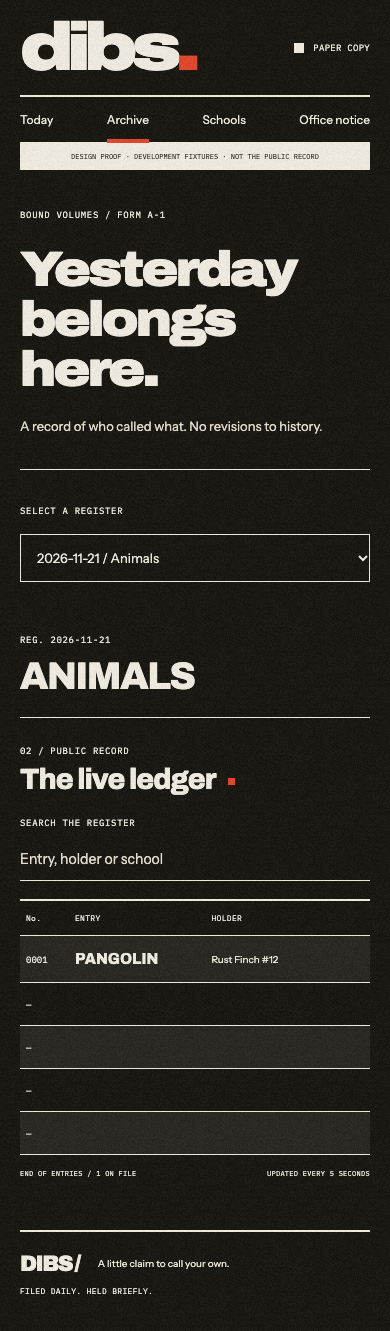 dibs.
PAPER COPY
Today Archive Schools Office notice
DESIGN PROOF · DEVELOPMENT FIXTURES · NOT THE PUBLIC RECORD
BOUND VOLUMES / FORM A-1
Yesterday
belongs
here.
A record of who called what. No revisions to history.
SELECT A REGISTER
2026-11-21 / Animals
REG. 2026-11-21
ANIMALS
02 / PUBLIC RECORD
The live ledger
SEARCH THE REGISTER
Entry, holder or school
No. ENTRY HOLDER
0001 PANGOLIN Rust Finch #12
—
—
—
—
END OF ENTRIES / 1 ON FILE UPDATED EVERY 5 SECONDS
DIBS/ A little claim to call your own.
FILED DAILY. HELD BRIEFLY.